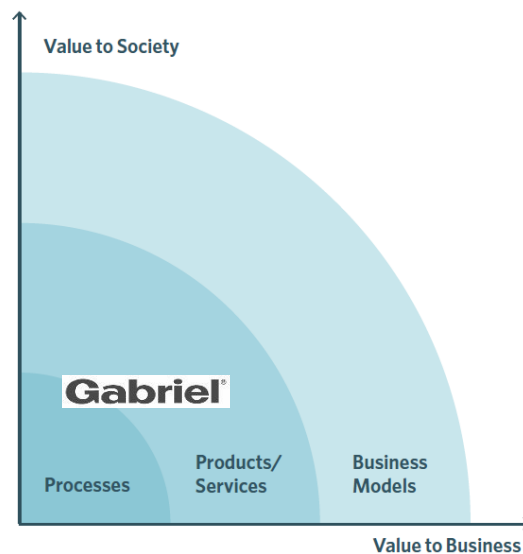 Value to Society
Gabriel®
Processes
Products/
Services
Business
Models
Value to Business